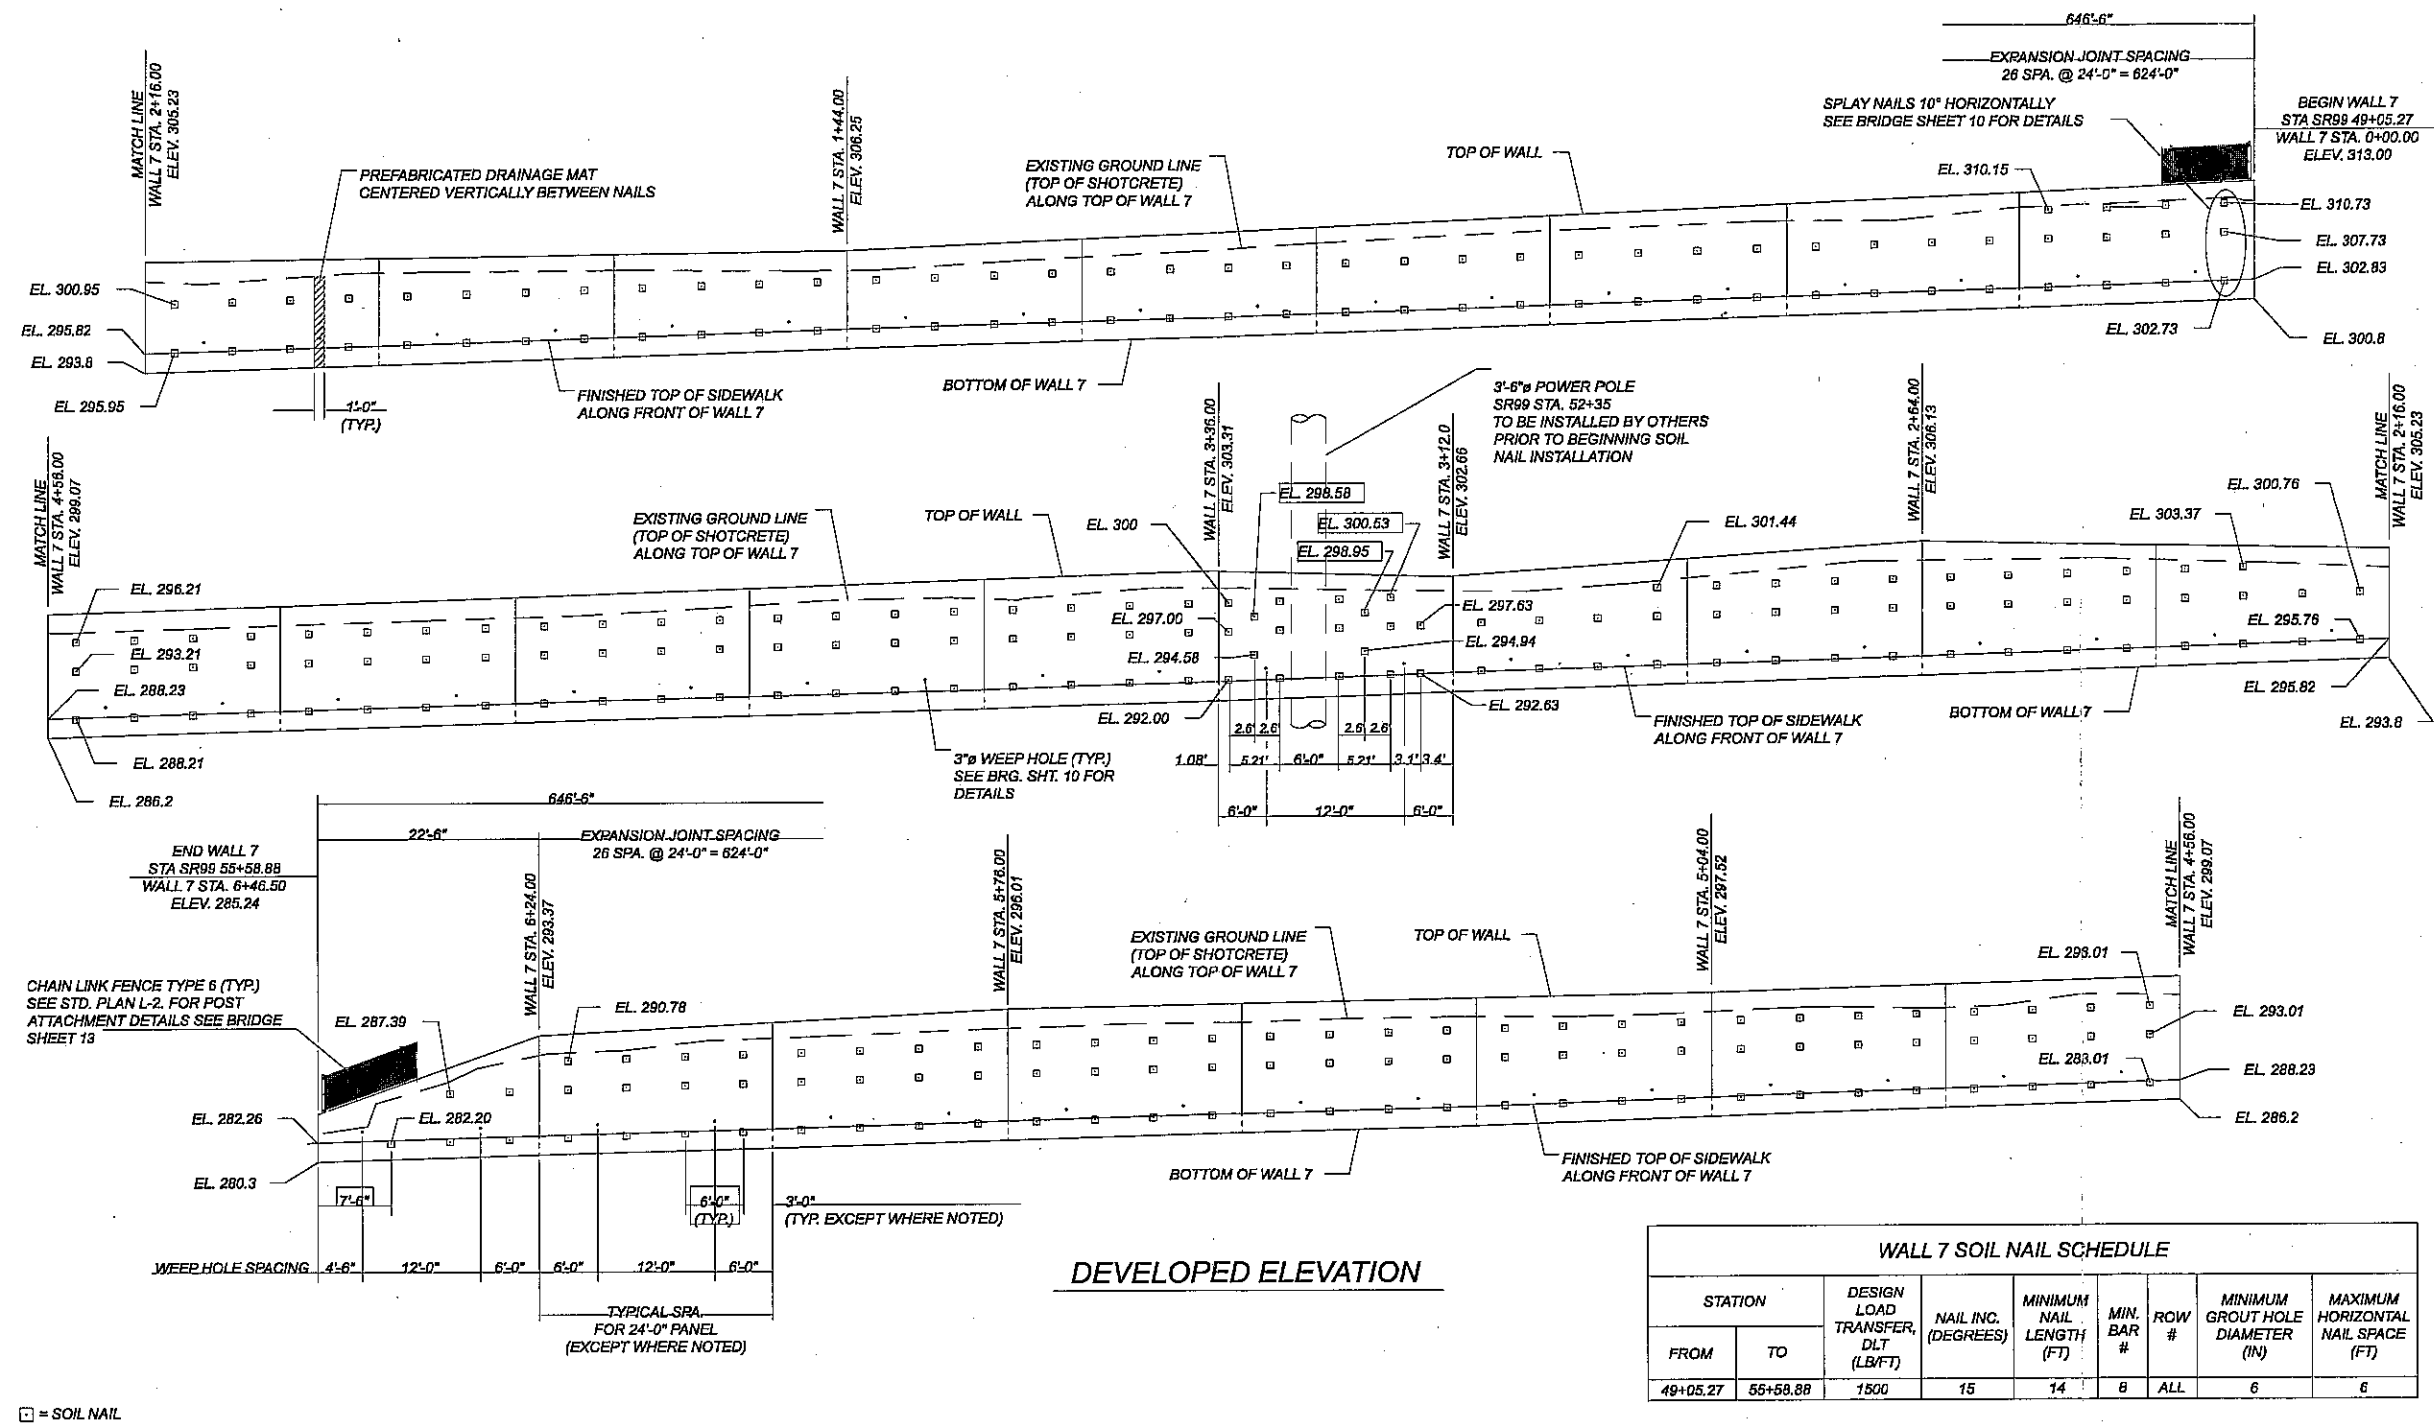 646'-6"
EXPANSION JOINT SPACING
26 SPA. @ 24'-0" = 624'-0"
SPLAY NAILS 10° HORIZONTALLY
SEE BRIDGE SHEET 10 FOR DETAILS
BEGIN WALL 7
STA SR99 49+05.27
WALL 7 STA. 0+00.00
ELEV. 313.00
MATCH LINE
WALL 7 STA. 2+16.00
ELEV. 305.23
WALL 7 STA. 1+44.00
ELEV. 306.25
PREFABRICATED DRAINAGE MAT
CENTERED VERTICALLY BETWEEN NAILS
EXISTING GROUND LINE
(TOP OF SHOTCRETE)
ALONG TOP OF WALL 7
TOP OF WALL
EL. 310.15
EL. 310.73
EL. 307.73
EL. 302.83
EL. 302.73
EL. 300.8
EL. 300.95
EL. 295.82
EL. 293.8
EL. 295.95
1'-0"
(TYP.)
FINISHED TOP OF SIDEWALK
ALONG FRONT OF WALL 7
BOTTOM OF WALL 7
3'-6"ø POWER POLE
SR99 STA. 52+35
TO BE INSTALLED BY OTHERS
PRIOR TO BEGINNING SOIL
NAIL INSTALLATION
MATCH LINE
WALL 7 STA. 4+56.00
ELEV. 299.07
WALL 7 STA. 3+36.00
ELEV. 303.31
WALL 7 STA. 3+12.0
ELEV. 302.66
WALL 7 STA. 2+64.00
ELEV. 306.13
MATCH LINE
WALL 7 STA. 2+16.00
ELEV. 305.23
EXISTING GROUND LINE
(TOP OF SHOTCRETE)
ALONG TOP OF WALL 7
TOP OF WALL
EL. 300
EL. 298.58
EL. 300.53
EL. 298.95
EL. 301.44
EL. 303.37
EL. 300.76
EL. 296.21
EL. 293.21
EL. 288.23
EL. 288.21
EL. 286.2
EL. 297.00
EL. 294.58
EL. 292.00
EL. 297.63
EL. 294.94
EL. 292.63
EL. 295.76
EL. 295.82
EL. 293.8
3"ø WEEP HOLE (TYP.)
SEE BRG. SHT. 10 FOR
DETAILS
2.6' 2.6' 2.6' 2.6'
1.08' 5.21' 6'-0" 5.21' 3.1' 3.4'
6'-0" 12'-0" 6'-0"
FINISHED TOP OF SIDEWALK
ALONG FRONT OF WALL 7
BOTTOM OF WALL 7
646'-6"
22'-6"
EXPANSION JOINT SPACING
26 SPA. @ 24'-0" = 624'-0"
END WALL 7
STA SR99 55+58.88
WALL 7 STA. 6+46.50
ELEV. 285.24
WALL 7 STA. 6+24.00
ELEV. 293.37
WALL 7 STA. 5+76.00
ELEV. 296.01
WALL 7 STA. 5+04.00
ELEV. 297.52
MATCH LINE
WALL 7 STA. 4+56.00
ELEV. 299.07
CHAIN LINK FENCE TYPE 6 (TYP.)
SEE STD. PLAN L-2. FOR POST
ATTACHMENT DETAILS SEE BRIDGE
SHEET 13
EXISTING GROUND LINE
(TOP OF SHOTCRETE)
ALONG TOP OF WALL 7
TOP OF WALL
EL. 287.39
EL. 290.78
EL. 293.01
EL. 288.23
EL. 286.2
EL. 282.26
EL. 282.20
EL. 280.3
7'-6"
6'-0"
(TYP.)
3'-0"
(TYP. EXCEPT WHERE NOTED)
WEEP HOLE SPACING 4'-6" 12'-0" 6'-0" 6'-0" 12'-0" 6'-0"
TYPICAL SPA.
FOR 24'-0" PANEL
(EXCEPT WHERE NOTED)
BOTTOM OF WALL 7
FINISHED TOP OF SIDEWALK
ALONG FRONT OF WALL 7
DEVELOPED ELEVATION
WALL 7 SOIL NAIL SCHEDULE
STATION
FROM TO
DESIGN
LOAD
TRANSFER,
DLT
(LB/FT)
NAIL INC.
(DEGREES)
MINIMUM
NAIL
LENGTH
(FT)
MIN.
BAR
#
ROW
#
MINIMUM
GROUT HOLE
DIAMETER
(IN)
MAXIMUM
HORIZONTAL
NAIL SPACE
(FT)
49+05.27 55+58.88 1500 15 14 ALL 6 6
= SOIL NAIL